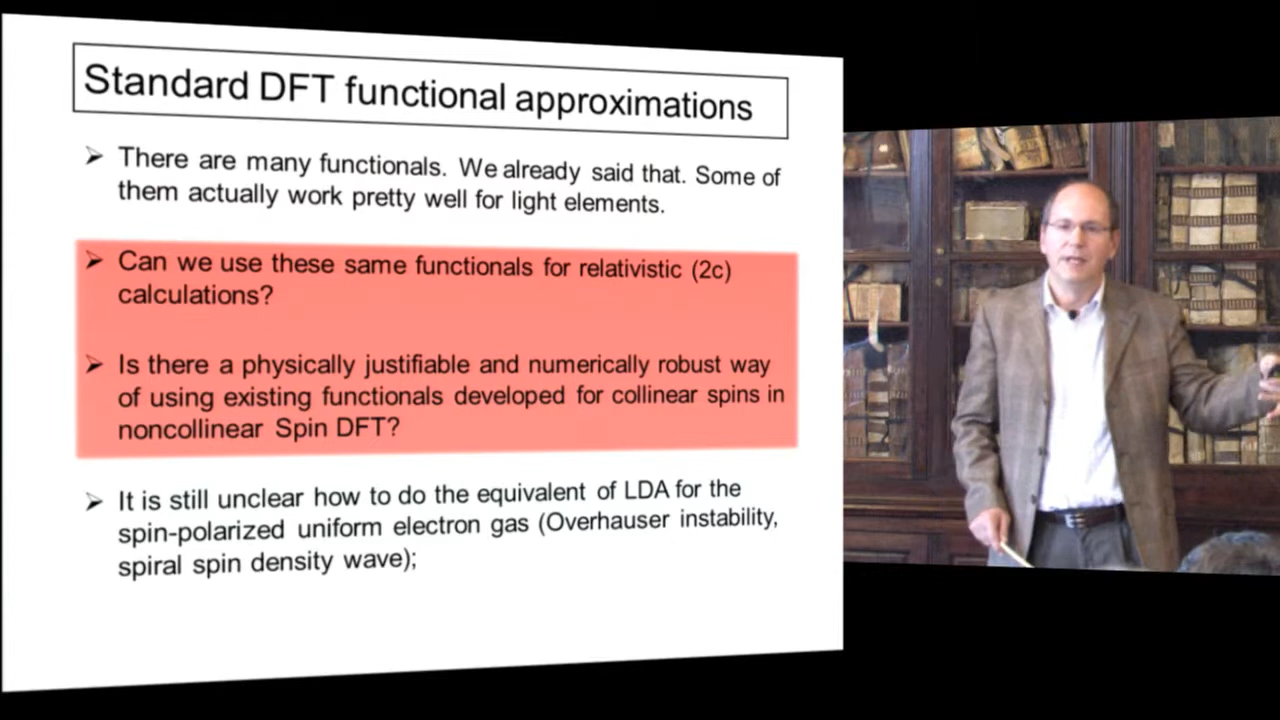 Standard DFT functional approximations
➢ There are many functionals. We already said that. Some of
them actually work pretty well for light elements.
➢ Can we use these same functionals for relativistic (2c)
calculations?
➢ Is there a physically justifiable and numerically robust way
of using existing functionals developed for collinear spins in
noncollinear Spin DFT?
➢ It is still unclear how to do the equivalent of LDA for the
spin-polarized uniform electron gas (Overhauser instability,
spiral spin density wave);